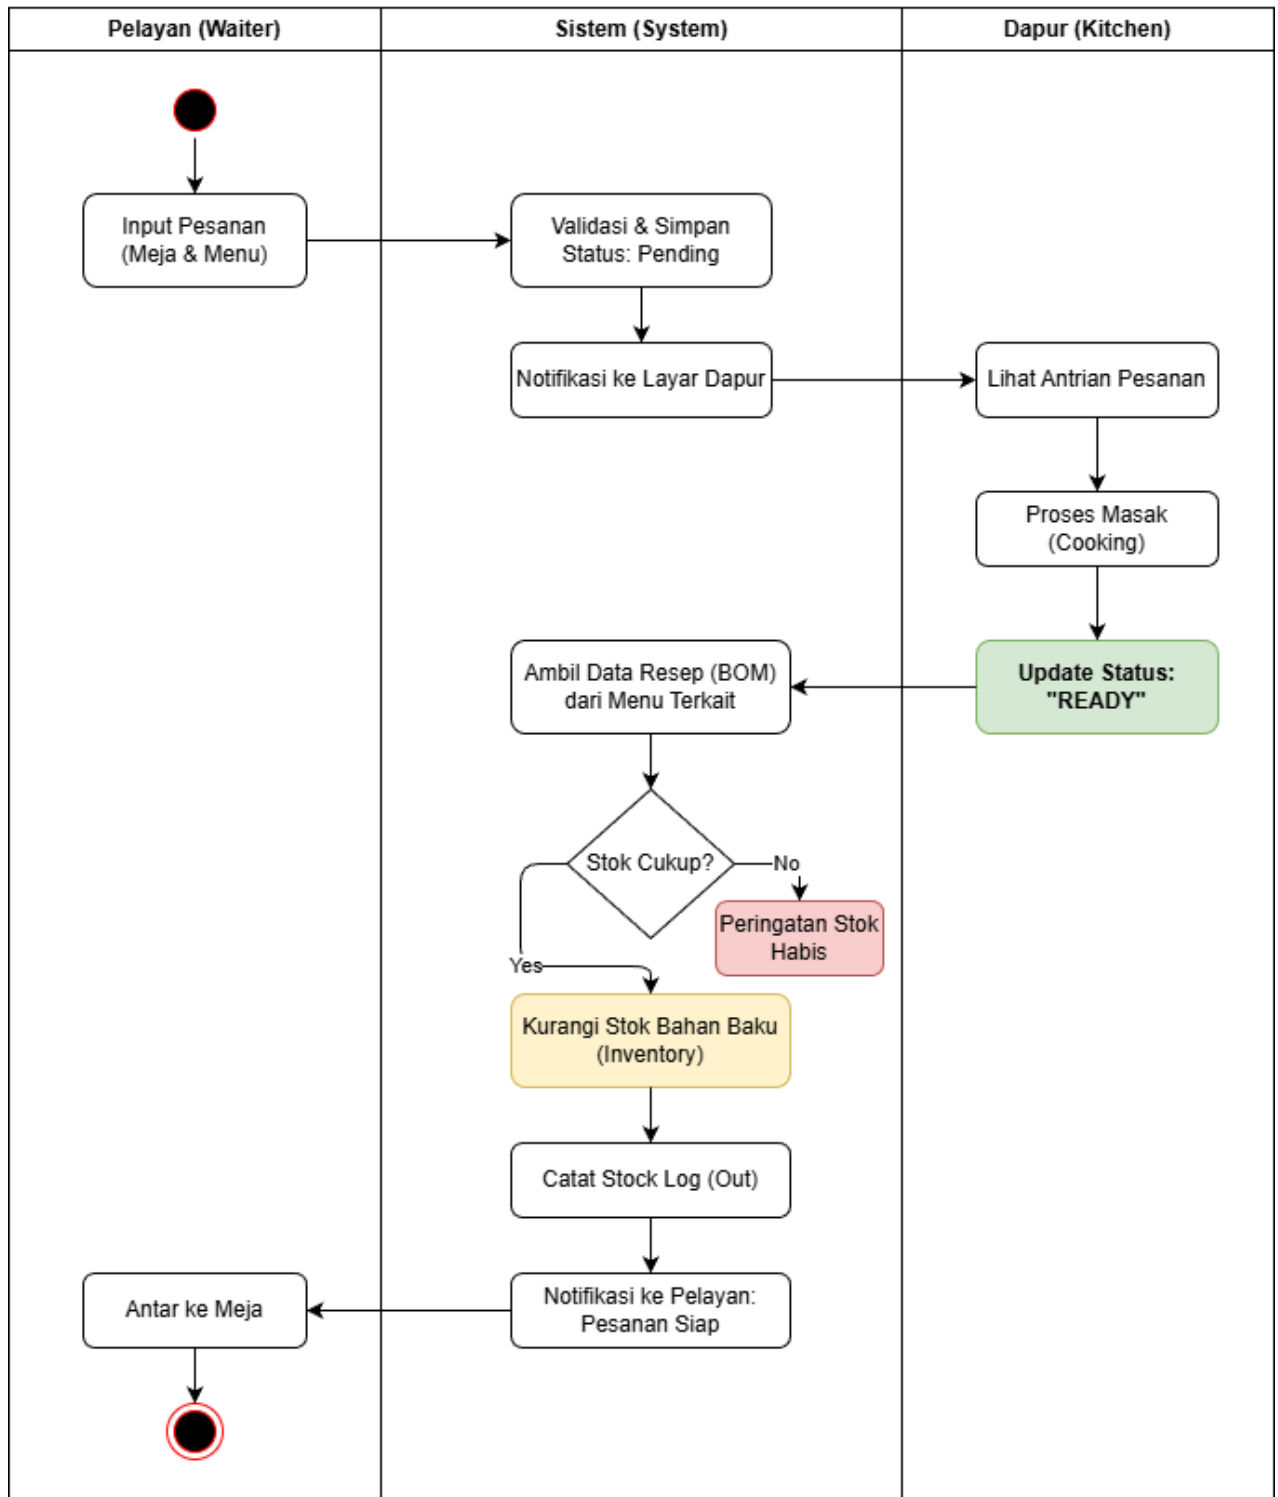 Pelayan (Waiter)
Sistem (System)
Dapur (Kitchen)
Input Pesanan
(Meja & Menu)
Validasi & Simpan
Status: Pending
Notifikasi ke Layar Dapur
Lihat Antrian Pesanan
Proses Masak
(Cooking)
Update Status:
"READY"
Ambil Data Resep (BOM)
dari Menu Terkait
Stok Cukup?
No
Peringatan Stok
Habis
Yes
Kurangi Stok Bahan Baku
(Inventory)
Catat Stock Log (Out)
Notifikasi ke Pelayan:
Pesanan Siap
Antar ke Meja